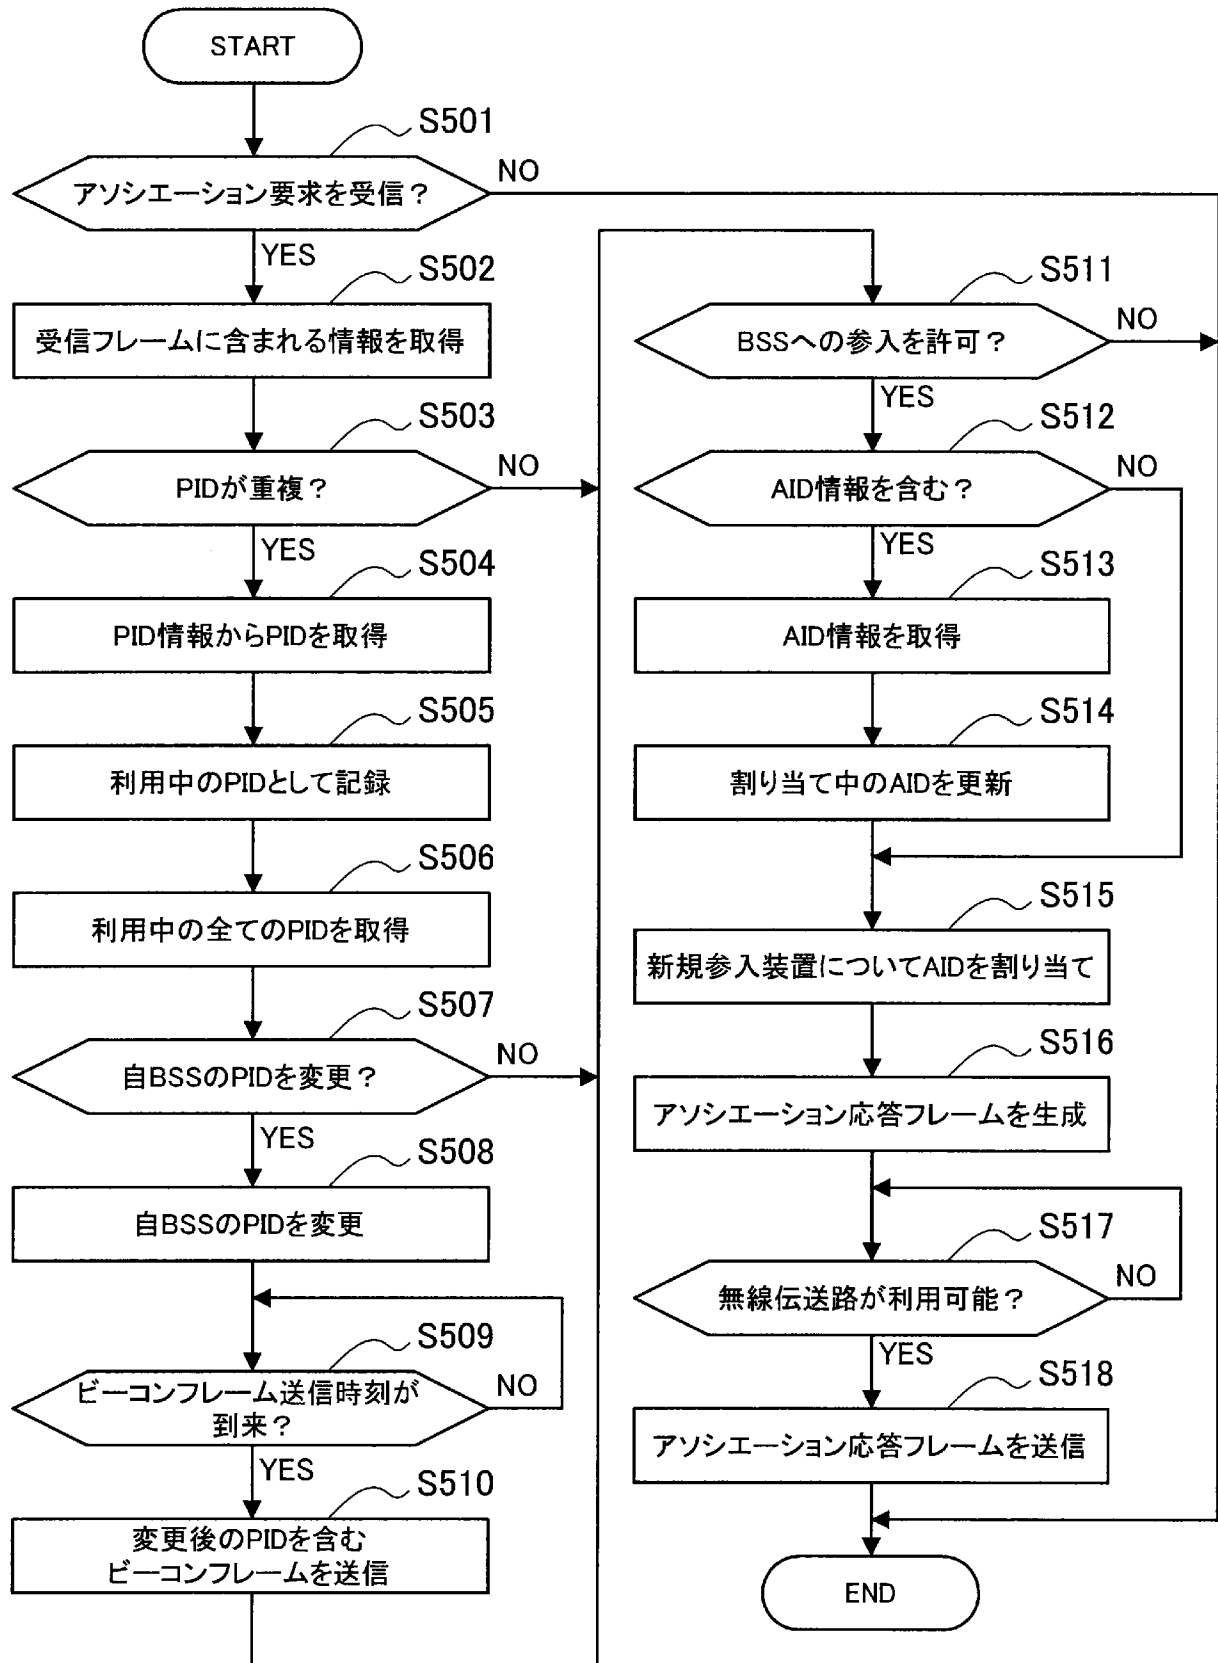 START
S501
アソシエーション要求を受信？
NO
YES
S502
受信フレームに含まれる情報を取得
S503
PIDが重複？
NO
YES
S504
PID情報からPIDを取得
S505
利用中のPIDとして記録
S506
利用中の全てのPIDを取得
S507
自BSSのPIDを変更？
NO
YES
S508
自BSSのPIDを変更
S509
ビーコンフレーム送信時刻が
到来？
NO
YES
S510
変更後のPIDを含む
ビーコンフレームを送信
S511
BSSへの参入を許可？
NO
YES
S512
AID情報を含む？
NO
YES
S513
AID情報を取得
S514
割り当て中のAIDを更新
S515
新規参入装置についてAIDを割り当て
S516
アソシエーション応答フレームを生成
S517
無線伝送路が利用可能？
NO
YES
S518
アソシエーション応答フレームを送信
END